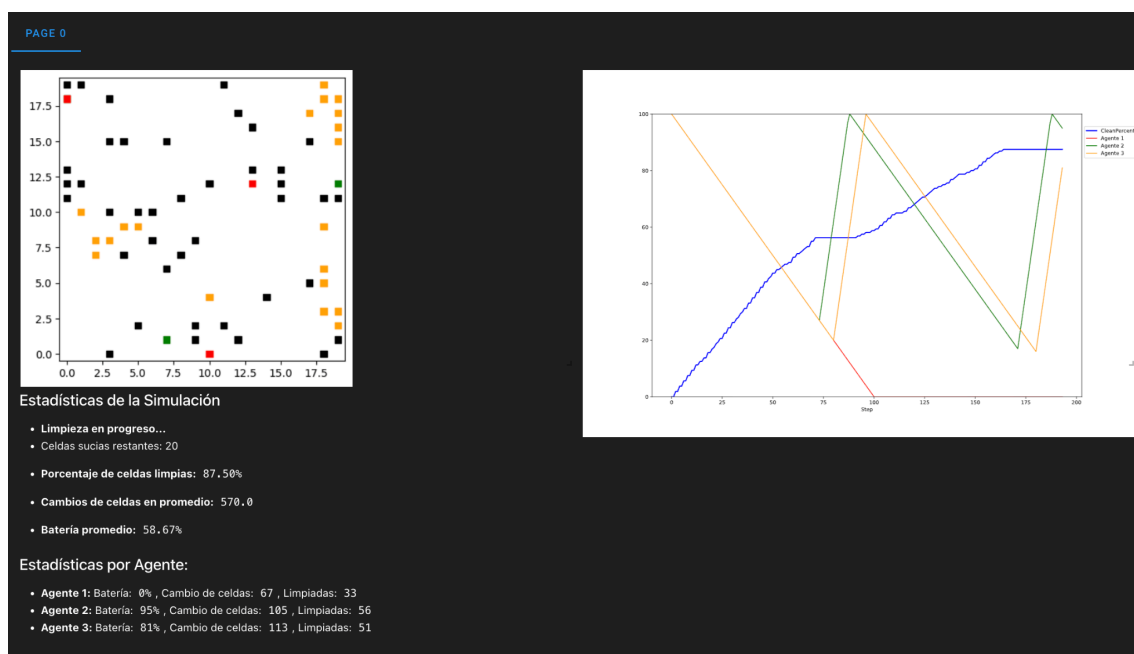 PAGE 0
17.5
15.0
12.5
10.0
7.5
5.0
2.5
0.0
0.0 2.5 5.0 7.5 10.0 12.5 15.0 17.5
100
80
60
40
20
0
0 25 50 75 100 125 150 175 200
Step
CleanPercent
Agente 1
Agente 2
Agente 3
Estadísticas de la Simulación
• Limpieza en progreso...
• Celdas sucias restantes: 20
• Porcentaje de celdas limpias: 87.50%
• Cambios de celdas en promedio: 570.0
• Batería promedio: 58.67%
Estadísticas por Agente:
• Agente 1: Batería: 0% , Cambio de celdas: 67 , Limpiadas: 33
• Agente 2: Batería: 95% , Cambio de celdas: 105 , Limpiadas: 56
• Agente 3: Batería: 81% , Cambio de celdas: 113 , Limpiadas: 51